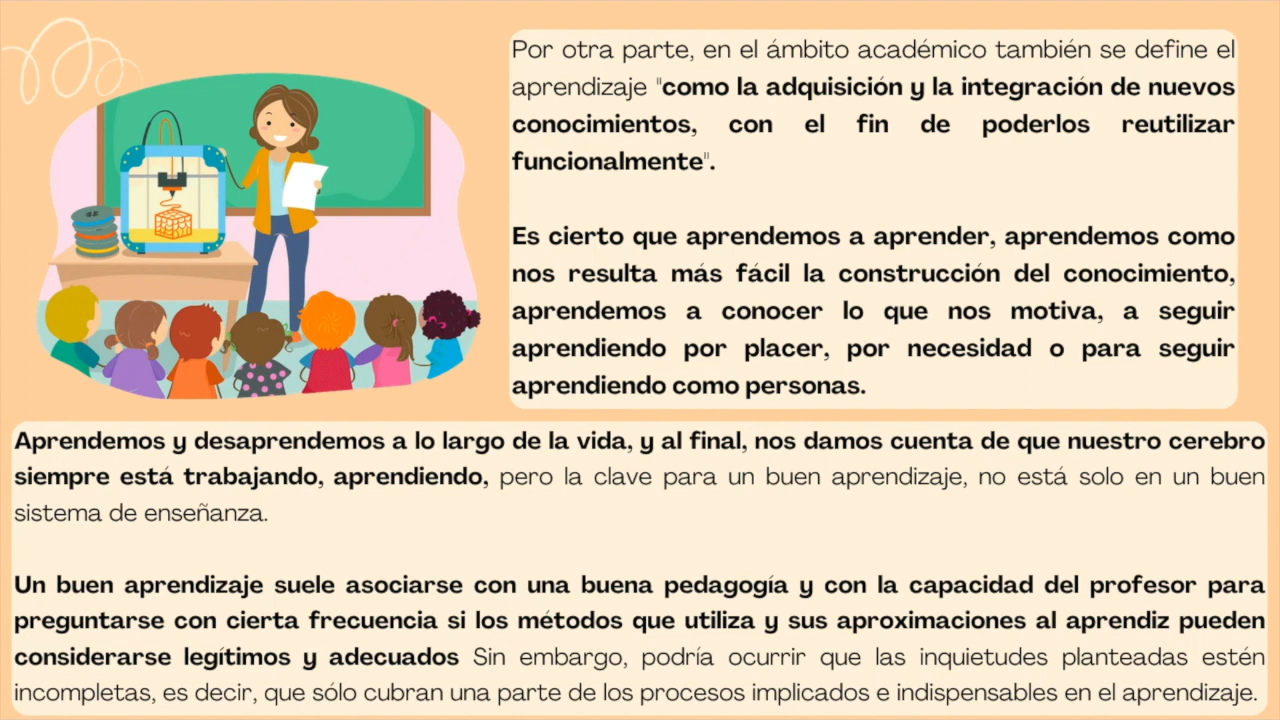 Por otra parte, en el ámbito académico también se define el
aprendizaje "como la adquisición y la integración de nuevos
conocimientos, con el fin de poderlos reutilizar
funcionalmente".
Es cierto que aprendemos a aprender, aprendemos como
nos resulta más fácil la construcción del conocimiento,
aprendemos a conocer lo que nos motiva, a seguir
aprendiendo por placer, por necesidad o para seguir
aprendiendo como personas.
Aprendemos y desaprendemos a lo largo de la vida, y al final, nos damos cuenta de que nuestro cerebro
siempre está trabajando, aprendiendo, pero la clave para un buen aprendizaje, no está solo en un buen
sistema de enseñanza.
Un buen aprendizaje suele asociarse con una buena pedagogía y con la capacidad del profesor para
preguntarse con cierta frecuencia si los métodos que utiliza y sus aproximaciones al aprendiz pueden
considerarse legítimos y adecuados Sin embargo, podría ocurrir que las inquietudes planteadas estén
incompletas, es decir, que sólo cubran una parte de los procesos implicados e indispensables en el aprendizaje.